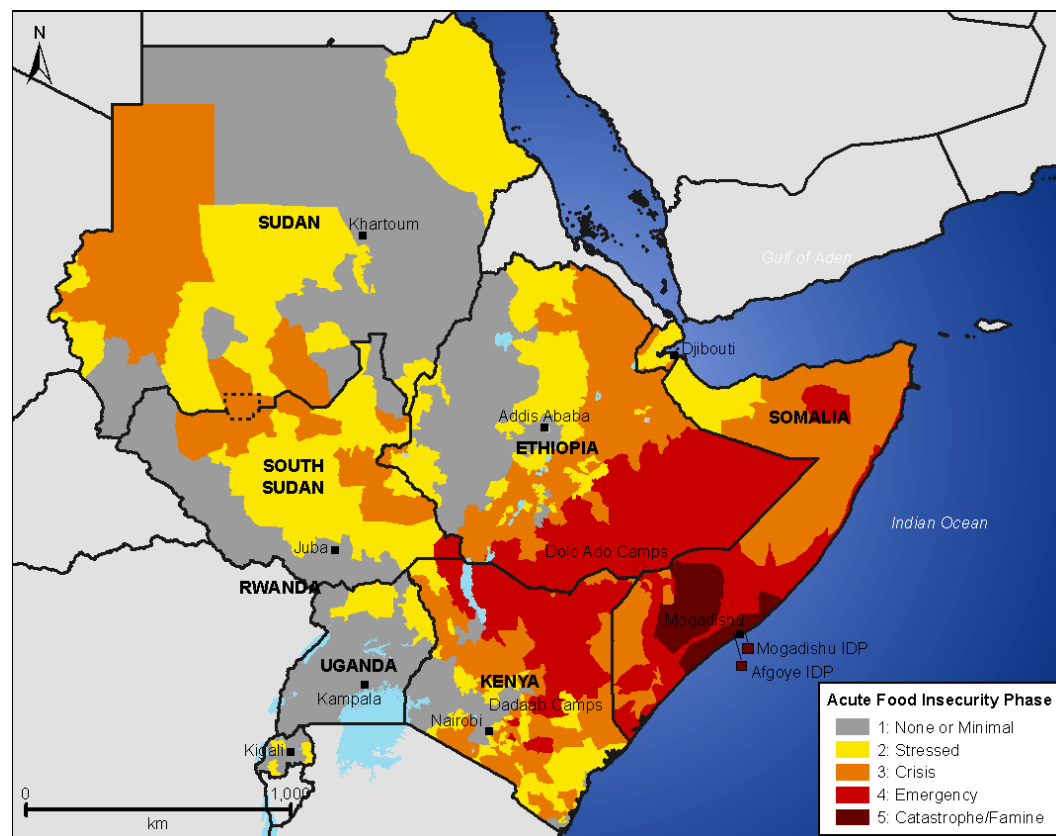 N
SUDAN
Khartoum
Gulf of Aden
Djibouti
Addis Ababa
ETHIOPIA
SOMALIA
SOUTH
SUDAN
Indian Ocean
Juba
Dolo Ado Camps
RWANDA
Mogadishu
Mogadishu IDP
Afgoye IDP
UGANDA
Kampala
KENYA
Dadaab Camps
Nairobi
Kigali
0
1,000
km
Acute Food Insecurity Phase
1: None or Minimal
2: Stressed
3: Crisis
4: Emergency
5: Catastrophe/Famine